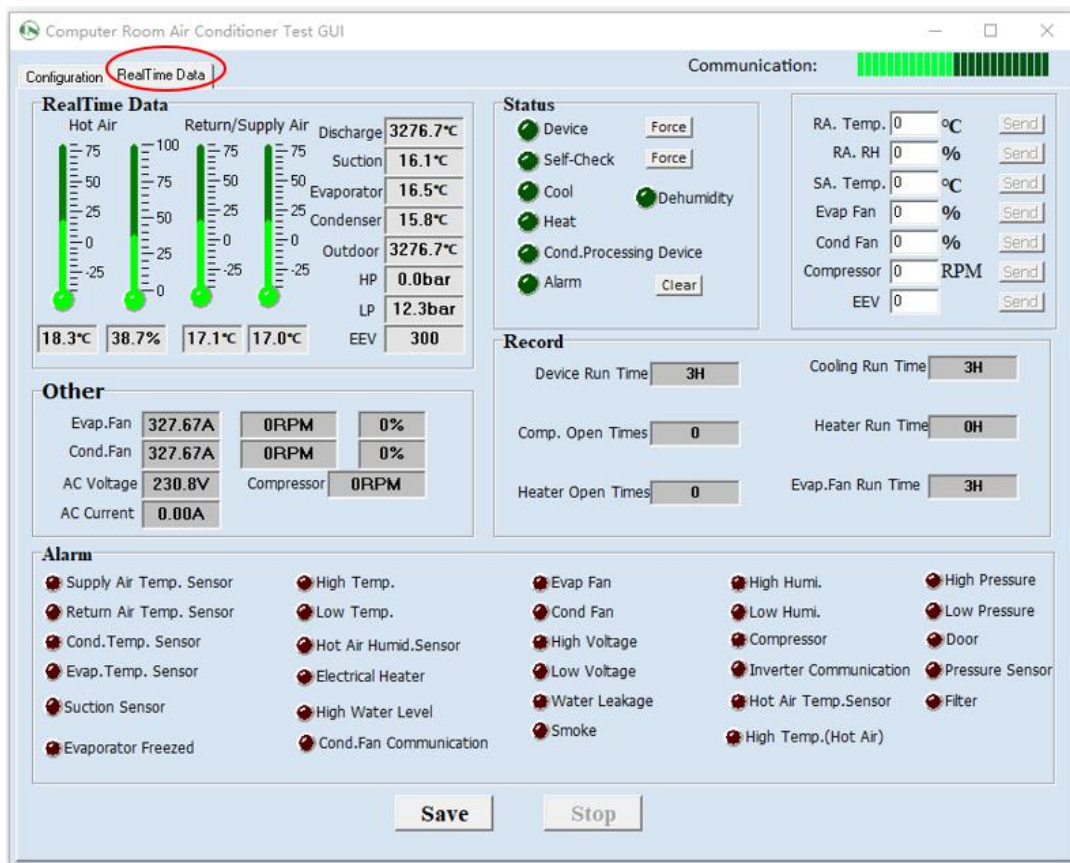 Computer Room Air Conditioner Test GUI
Configuration RealTime Data Communication:
RealTime Data
Hot Air Return/Supply Air
75 100 75 75
50 75 50 50
25 50 25 25
0 25 0 0
-25 0 -25 -25
18.3℃ 38.7% 17.1℃ 17.0℃
Discharge 3276.7℃
Suction 16.1℃
Evaporator 16.5℃
Condenser 15.8℃
Outdoor 3276.7℃
HP 0.0bar
LP 12.3bar
EEV 300
Status
Device Force
Self-Check Force
Cool Dehumidity
Heat
Cond.Processing Device
Alarm Clear
RA. Temp. 0 °C Send
RA. RH 0 % Send
SA. Temp. 0 °C Send
Evap Fan 0 % Send
Cond Fan 0 % Send
Compressor 0 RPM Send
EEV 0 Send
Other
Evap.Fan 327.67A 0RPM 0%
Cond.Fan 327.67A 0RPM 0%
AC Voltage 230.8V Compressor 0RPM
AC Current 0.00A
Record
Device Run Time 3H Cooling Run Time 3H
Comp. Open Times 0 Heater Run Time 0H
Heater Open Times 0 Evap.Fan Run Time 3H
Alarm
Supply Air Temp. Sensor High Temp. Evap Fan High Humi. High Pressure
Return Air Temp. Sensor Low Temp. Cond Fan Low Humi. Low Pressure
Cond.Temp. Sensor Hot Air Humid.Sensor High Voltage Compressor Door
Evap.Temp. Sensor Electrical Heater Low Voltage Inverter Communication Pressure Sensor
Suction Sensor High Water Level Water Leakage Hot Air Temp.Sensor Filter
Evaporator Freezed Cond.Fan Communication Smoke High Temp.(Hot Air)
Save Stop